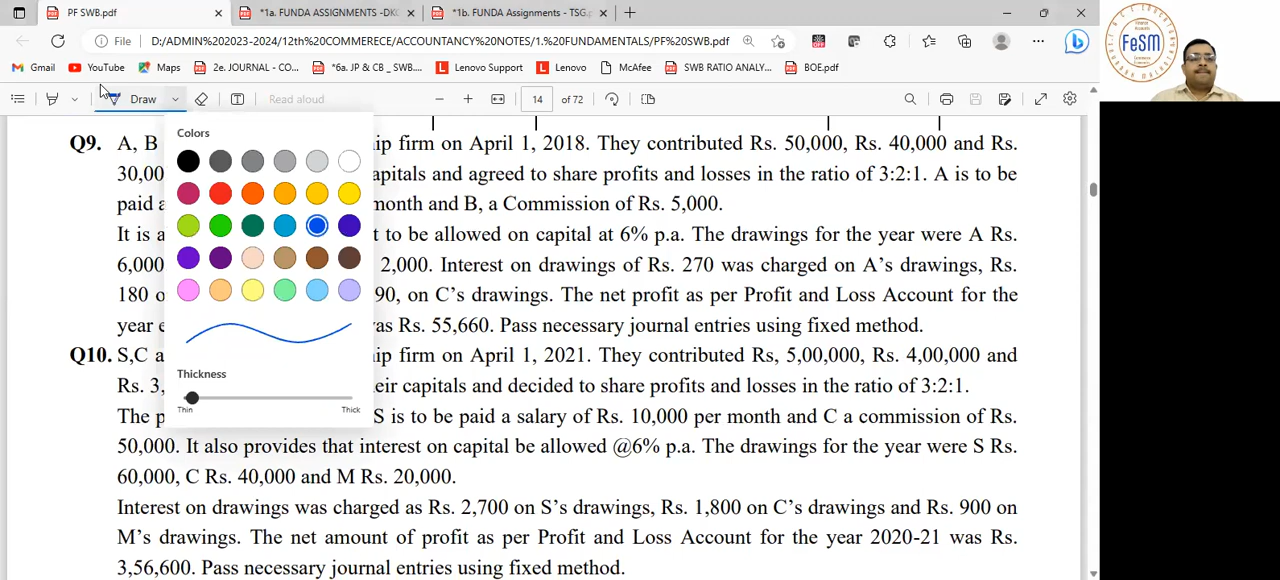 PF SWB.pdf
*1a. FUNDA ASSIGNMENTS -DKG
*1b. FUNDA Assignments - TSG.p
File
D:/ADMIN%202023-2024/12th%20COMMERCE/ACC
NOTES/1.%20FUNDAMENTALS/PF%20SWB.pdf
OFF
Gmail
YouTube
Maps
2e. JOURNAL - CO...
*6a. JP & SWB _ SWB....
Lenovo Support
Lenovo
McAfee
SWB RATIO ANALY...
BOE.pdf
Draw
Read aloud
14
of 72
Colors
Thickness
Thin
Thick
Q9. A, B ip firm on April 1, 2018. They contributed Rs. 50,000, Rs. 40,000 and Rs.
30,00 apitals and agreed to share profits and losses in the ratio of 3:2:1. A is to be
paid a month and B, a Commission of Rs. 5,000.
It is a t to be allowed on capital at 6% p.a. The drawings for the year were A Rs.
6,000 2,000. Interest on drawings of Rs. 270 was charged on A's drawings, Rs.
180 o 90, on C's drawings. The net profit as per Profit and Loss Account for the
year e as Rs. 55,660. Pass necessary journal entries using fixed method.
Q10. S,C a ip firm on April 1, 2021. They contributed Rs, 5,00,000, Rs. 4,00,000 and
Rs. 3, eir capitals and decided to share profits and losses in the ratio of 3:2:1.
The p S is to be paid a salary of Rs. 10,000 per month and C a commission of Rs.
50,000. It also provides that interest on capital be allowed @6% p.a. The drawings for the year were S Rs.
60,000, C Rs. 40,000 and M Rs. 20,000.
Interest on drawings was charged as Rs. 2,700 on S's drawings, Rs. 1,800 on C's drawings and Rs. 900 on
M's drawings. The net amount of profit as per Profit and Loss Account for the year 2020-21 was Rs.
3,56,600. Pass necessary journal entries using fixed method.
FeSM